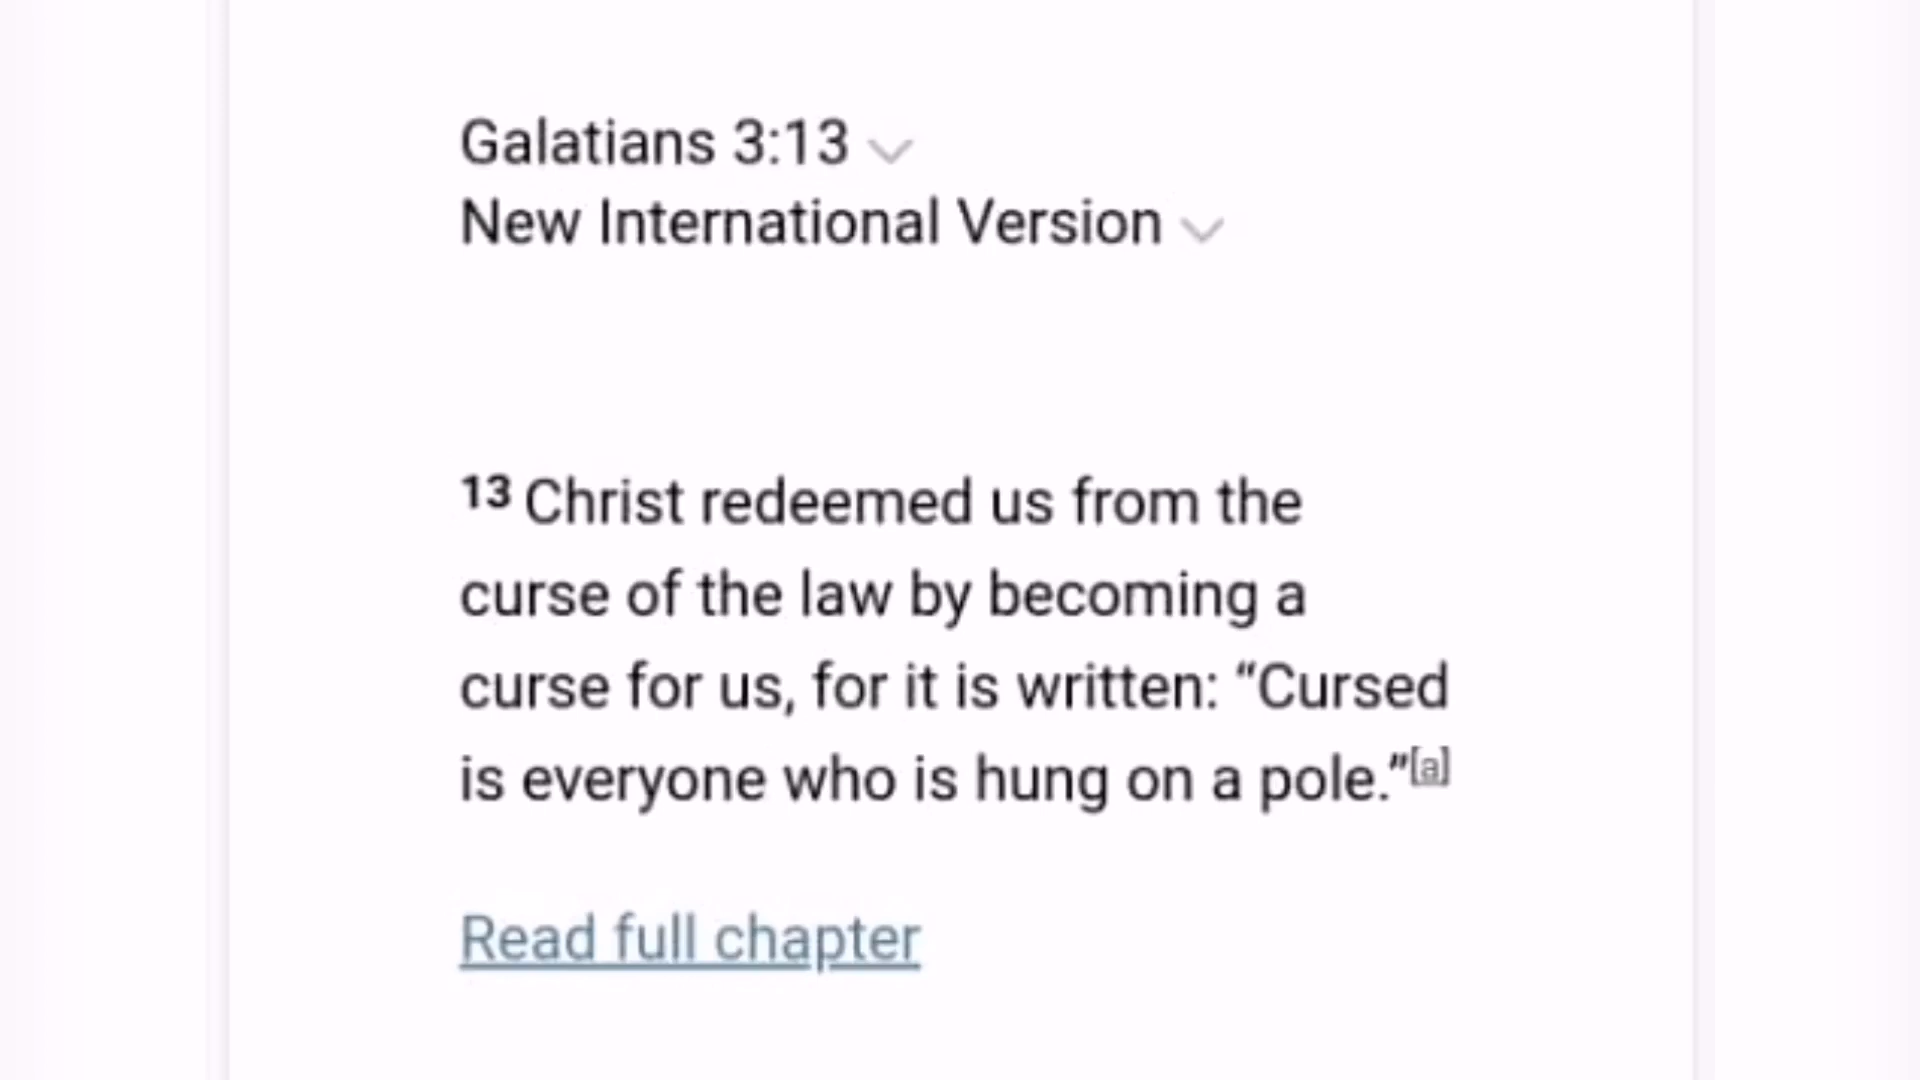 Galatians 3:13
New International Version
13 Christ redeemed us from the
curse of the law by becoming a
curse for us, for it is written: “Cursed
is everyone who is hung on a pole.”[a]
Read full chapter